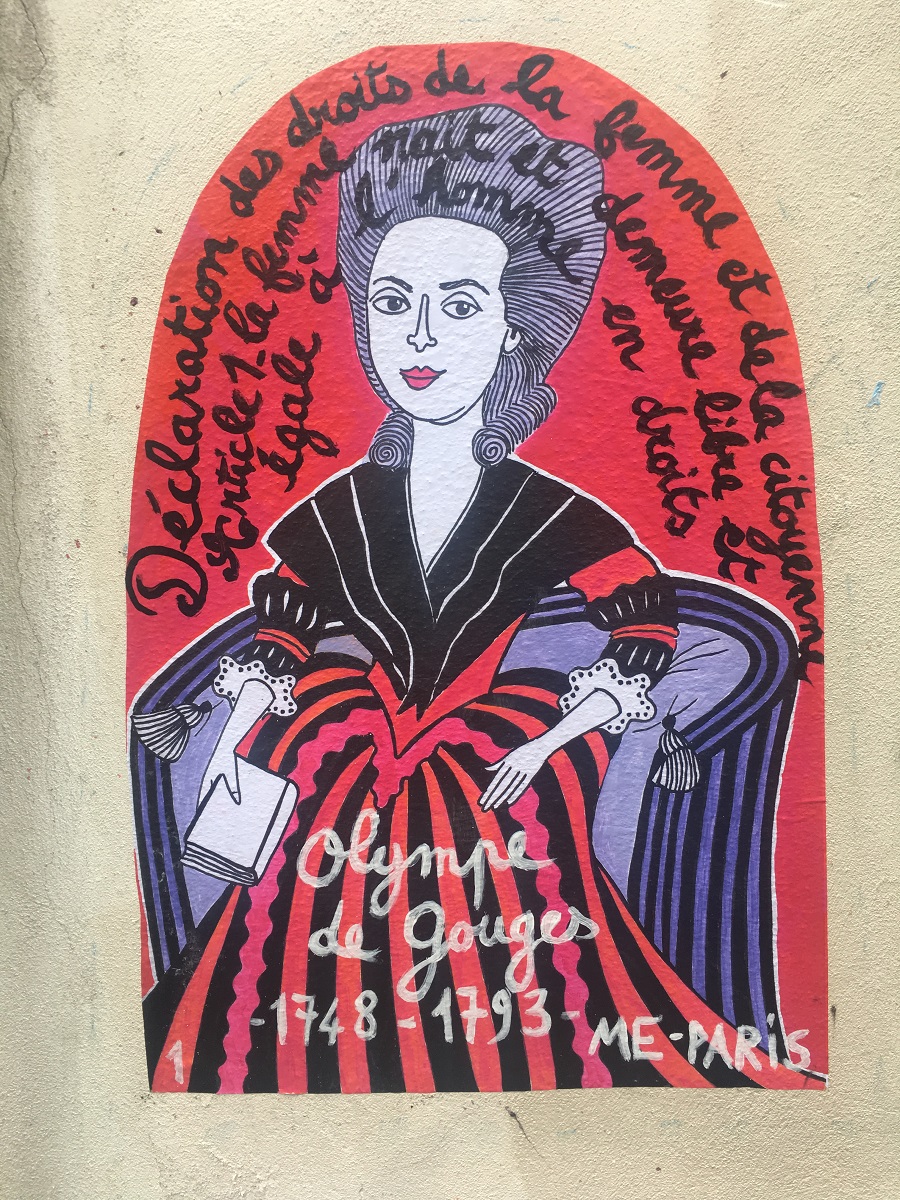 Déclaration des droits de la femme et de la citoyenne
Article 1. La femme nait et demeure libre et
égale à l'homme en droits
Olympe
de Gouges
-1748-1793-
ME-PARiS
1